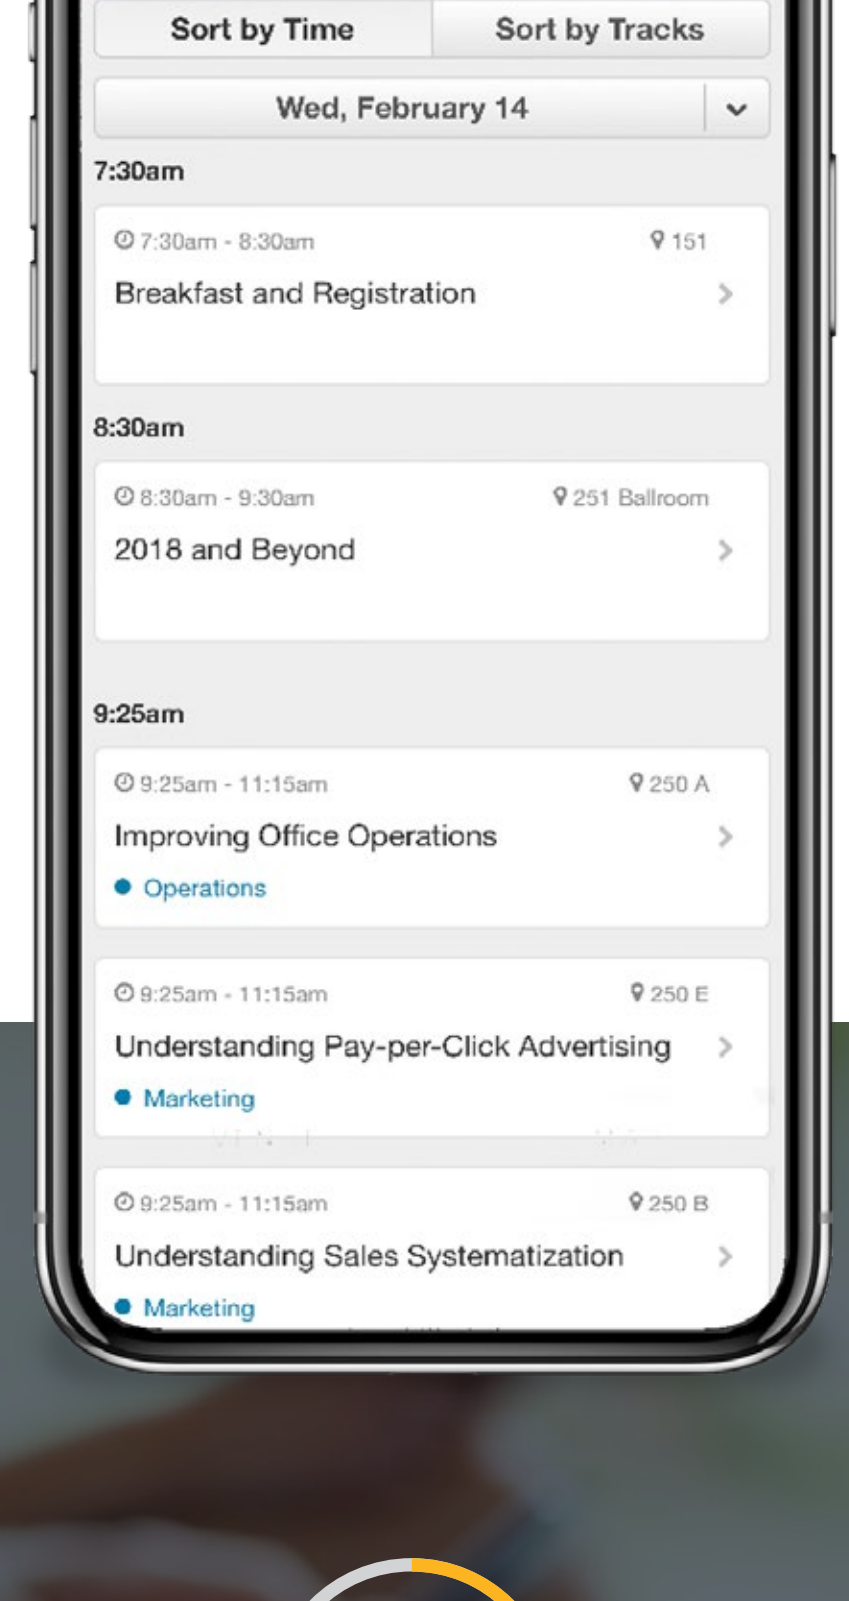 Sort by Time Sort by Tracks
Wed, February 14
7:30am
7:30am - 8:30am 151
Breakfast and Registration
8:30am
8:30am - 9:30am 251 Ballroom
2018 and Beyond
9:25am
9:25am - 11:15am 250 A
Improving Office Operations
Operations
9:25am - 11:15am 250 E
Understanding Pay-per-Click Advertising
Marketing
9:25am - 11:15am 250 B
Understanding Sales Systematization
Marketing